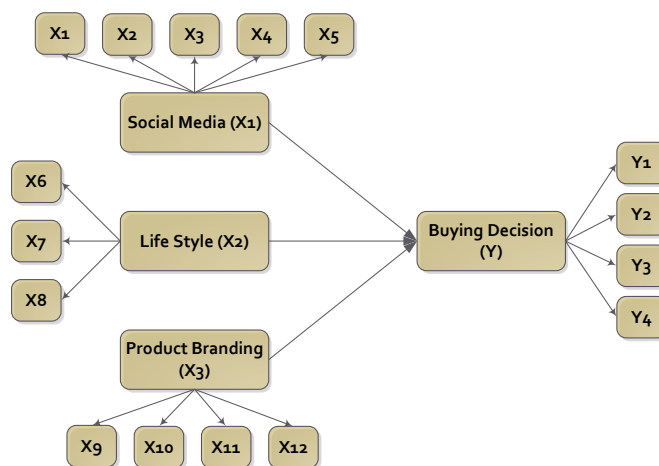 X1
X2
X3
X4
X5
Social Media (X1)
X6
X7
X8
Life Style (X2)
Buying Decision
(Y)
Y1
Y2
Y3
Y4
Product Branding
(X3)
X9
X10
X11
X12